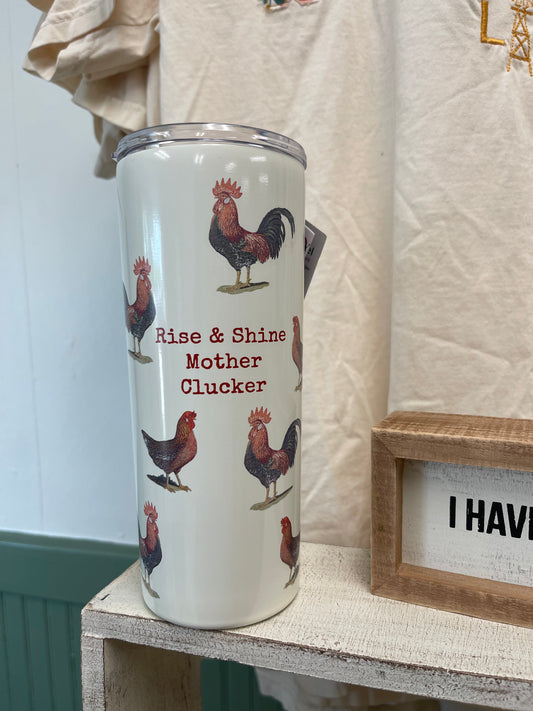 Rise & Shine
Mother
Clucker
I HAVE